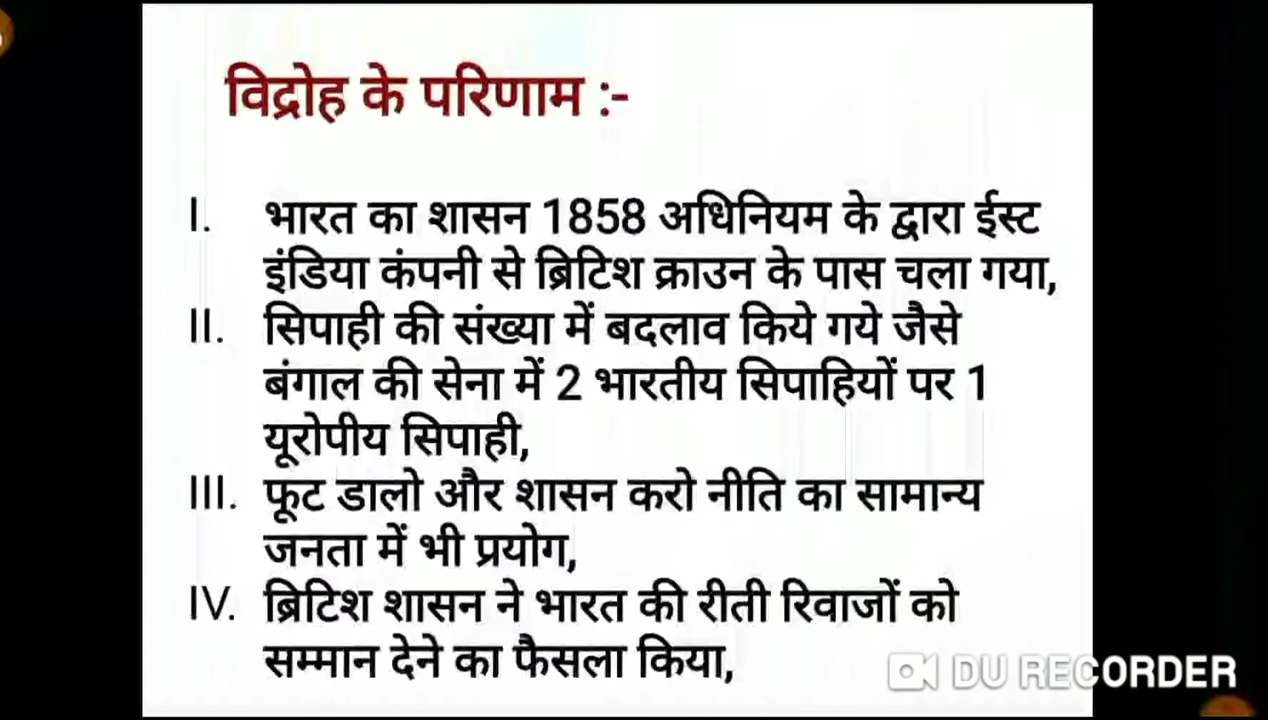 विद्रोह के परिणाम :-
I. भारत का शासन 1858 अधिनियम के द्वारा ईस्ट
इंडिया कंपनी से ब्रिटिश क्राउन के पास चला गया,
II. सिपाही की संख्या में बदलाव किये गये जैसे
बंगाल की सेना में 2 भारतीय सिपाहियों पर 1
यूरोपीय सिपाही,
III. फूट डालो और शासन करो नीति का सामान्य
जनता में भी प्रयोग,
IV. ब्रिटिश शासन ने भारत की रीती रिवाजों को
सम्मान देने का फैसला किया,
DU RECORDER